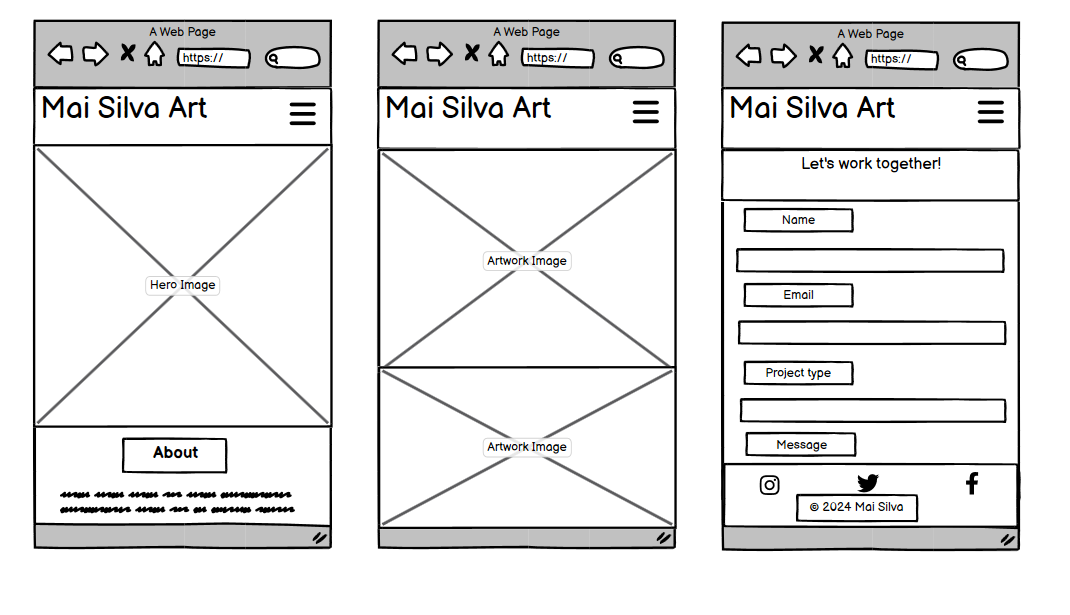 A Web Page
https://
Mai Silva Art
Hero Image
About
A Web Page
https://
Mai Silva Art
Artwork Image
Artwork Image
A Web Page
https://
Mai Silva Art
Let's work together!
Name
Email
Project type
Message
© 2024 Mai Silva